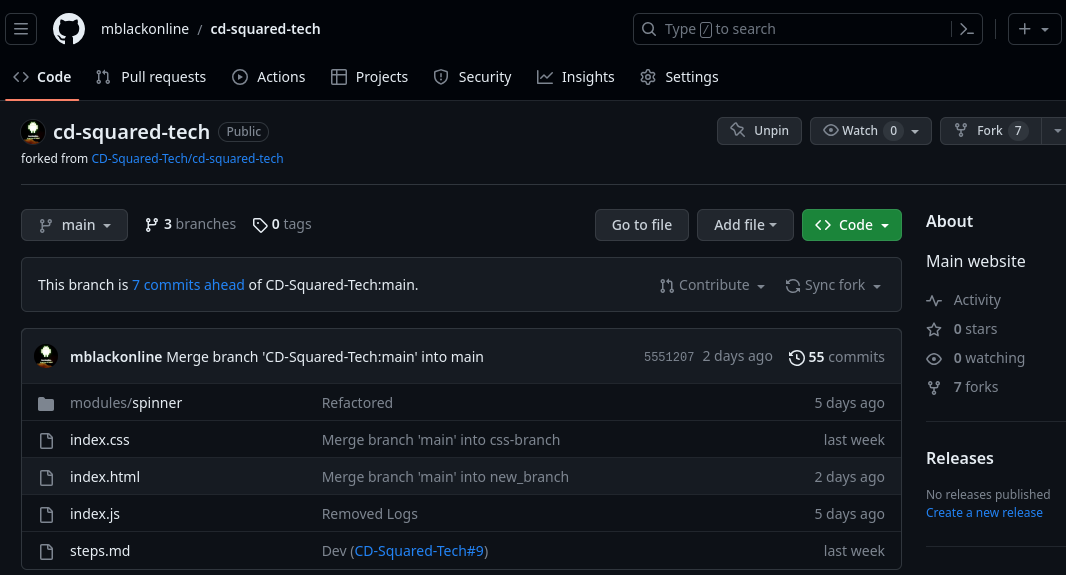 mblackonline / cd-squared-tech
Type / to search
Code Pull requests Actions Projects Security Insights Settings
cd-squared-tech Public
Unpin Watch 0 Fork 7
forked from CD-Squared-Tech/cd-squared-tech
main 3 branches 0 tags
Go to file Add file Code
This branch is 7 commits ahead of CD-Squared-Tech:main.
Contribute Sync fork
mblackonline Merge branch 'CD-Squared-Tech:main' into main 5551207 2 days ago 55 commits
modules/spinner Refactored 5 days ago
index.css Merge branch 'main' into css-branch last week
index.html Merge branch 'main' into new_branch 2 days ago
index.js Removed Logs 5 days ago
steps.md Dev (CD-Squared-Tech#9) last week
About
Main website
Activity
0 stars
0 watching
7 forks
Releases
No releases published
Create a new release